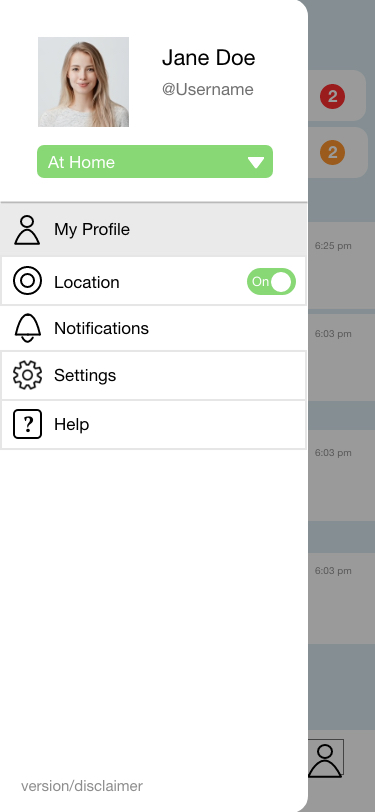 Jane Doe
@Username
At Home
My Profile
Location
On
Notifications
Settings
?
Help
version/disclaimer
2
2
6:25 pm
6:03 pm
6:03 pm
6:03 pm